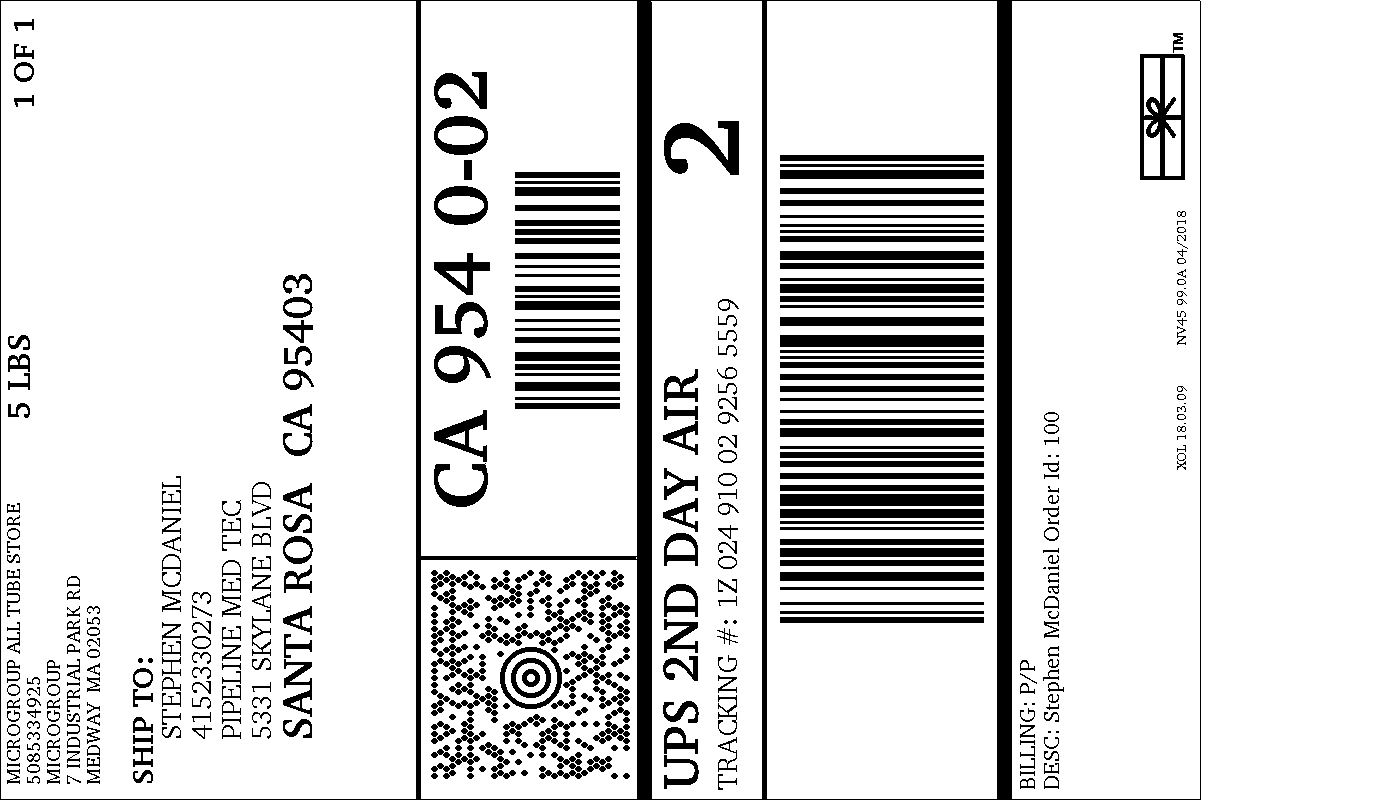 MICROGROUP ALL TUBE STORE
5085334925
MICROGROUP
7 INDUSTRIAL PARK RD
MEDWAY  MA 02053
5 LBS
1 OF 1
SHIP TO:
STEPHEN MCDANIEL
4152330273
PIPELINE MED TEC
5331 SKYLANE BLVD
SANTA ROSA  CA 95403
CA 954 0-02
UPS 2ND DAY AIR
TRACKING #: 1Z 024 910 02 9256 5559
2
BILLING: P/P
DESC: Stephen McDaniel Order Id: 100
XOL 18.03.09
NV45 99.0A 04/2018
TM